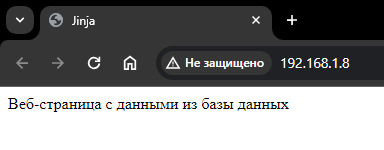 Jinja
Не защищено
192.168.1.8
Веб-страница с данными из базы данных